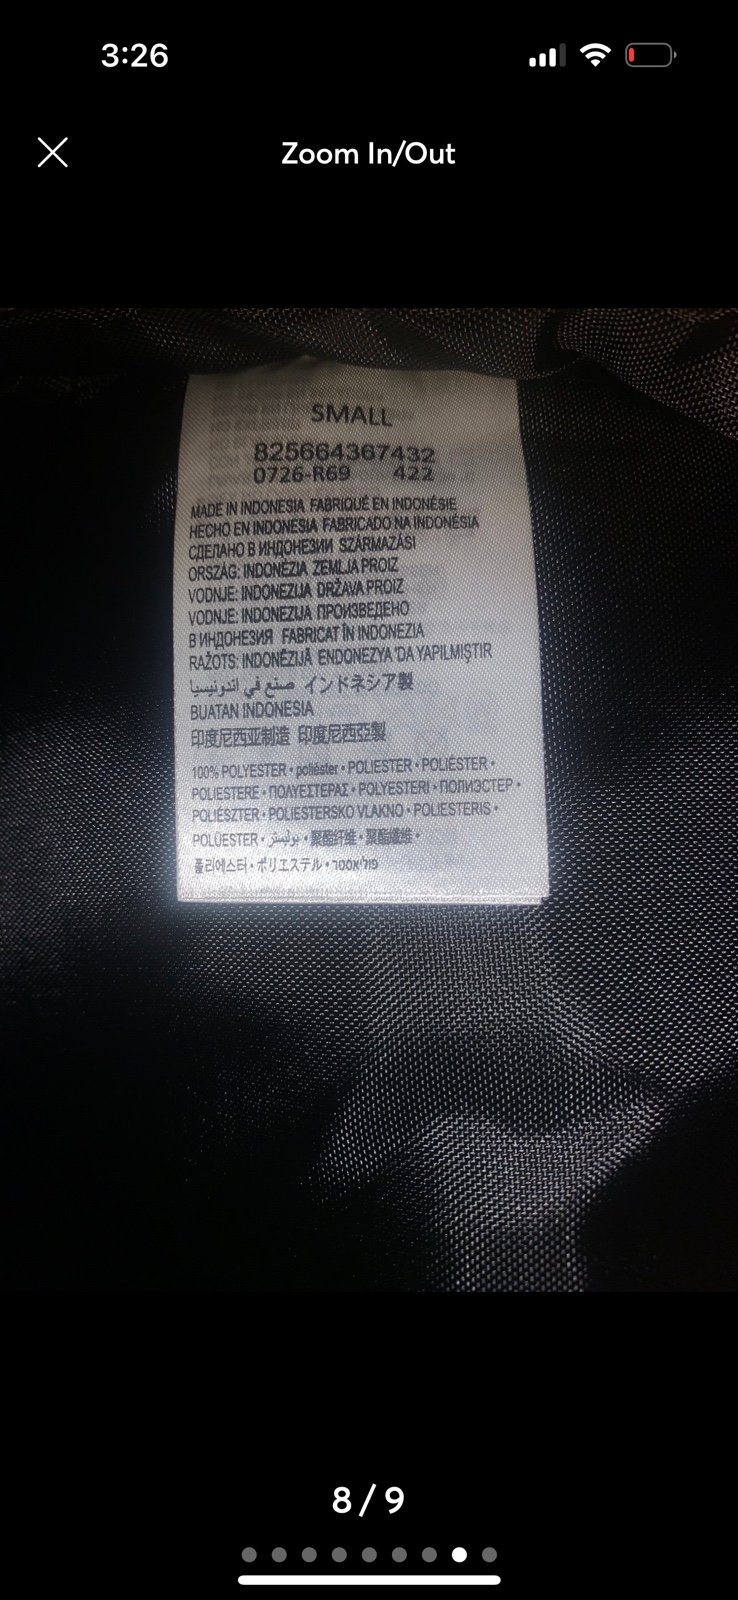 3:26
Zoom In/Out
SMALL
825664367432
0726-R69 422
MADE IN INDONESIA FABRIQUÉ EN INDONÉSIE
HECHO EN INDONESIA FABRICADO NA INDONÉSIA
СДЕЛАНО В ИНДОНЕЗИИ SZÁRMAZÁSI
ORSZÁG: INDONÉZIA ZEMLJA PROIZ
VODNJE: INDONEZIJA DRŽAVA PROIZ
VODNJE: INDONEZIJA ПРОИЗВЕДЕНО
В ИНДОНЕЗИЯ FABRICAT ÎN INDONEZIA
RAŽOTS: INDONĒZIJĀ ENDONEZYA'DA YAPILMIŞTIR
صنع في اندونيسيا インドネシア製
BUATAN INDONESIA
印度尼西亚制造 印度尼西亞製
100% POLYESTER • poliéster • POLIESTER • POLIÉSTER •
POLIESTERE • ΠΟΛΥΕΣΤΕΡΑΣ • POLYESTERI • ПОЛИЭСТЕР •
POLIÉSZTER • POLIESTERSKO VLAKNO • POLIESTERIS •
POLÜESTER • بوليستر • 聚酯纤维 • 聚酯纖維 •
폴리에스터 • ポリエステル • פוליאסטר
8 / 9